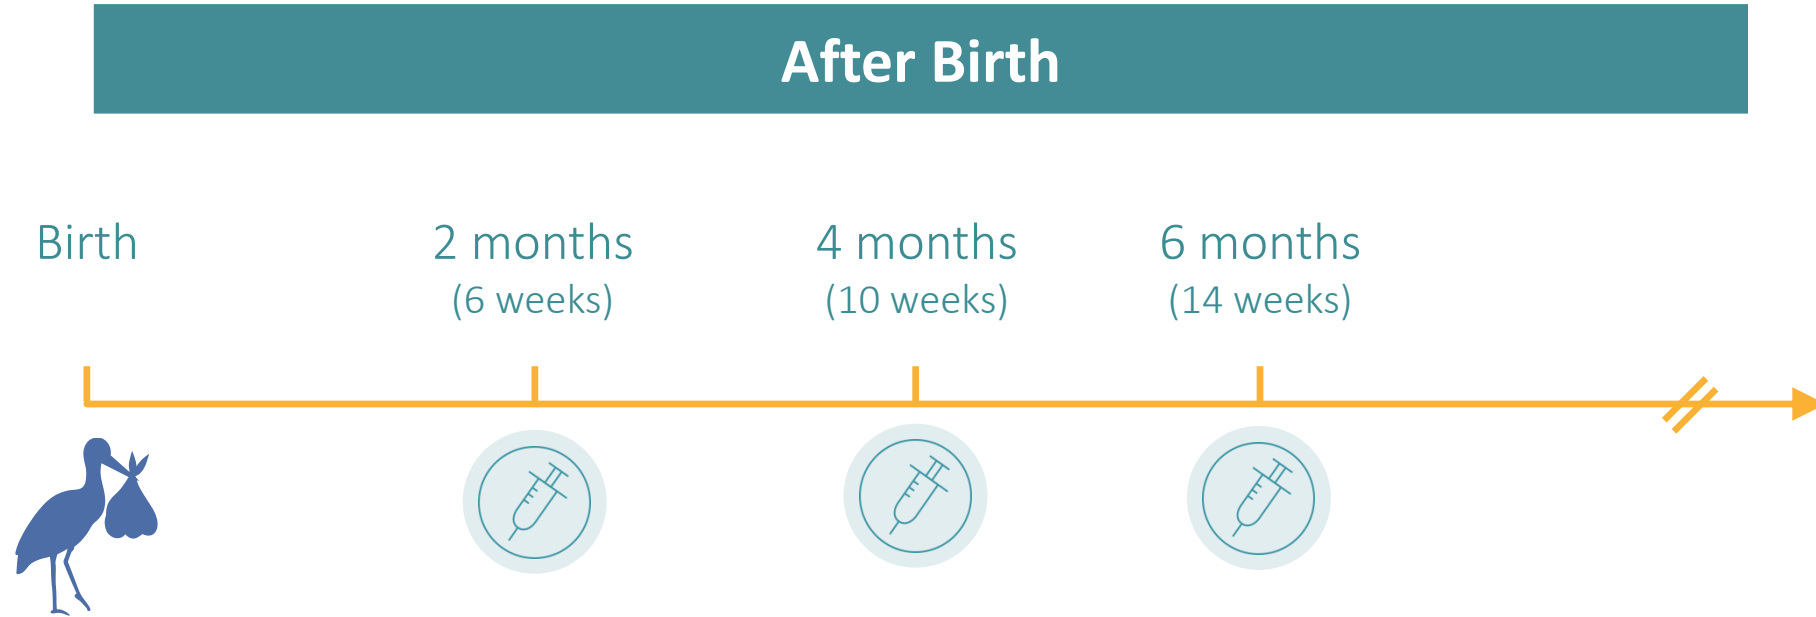 After Birth
Birth
2 months
(6 weeks)
4 months
(10 weeks)
6 months
(14 weeks)